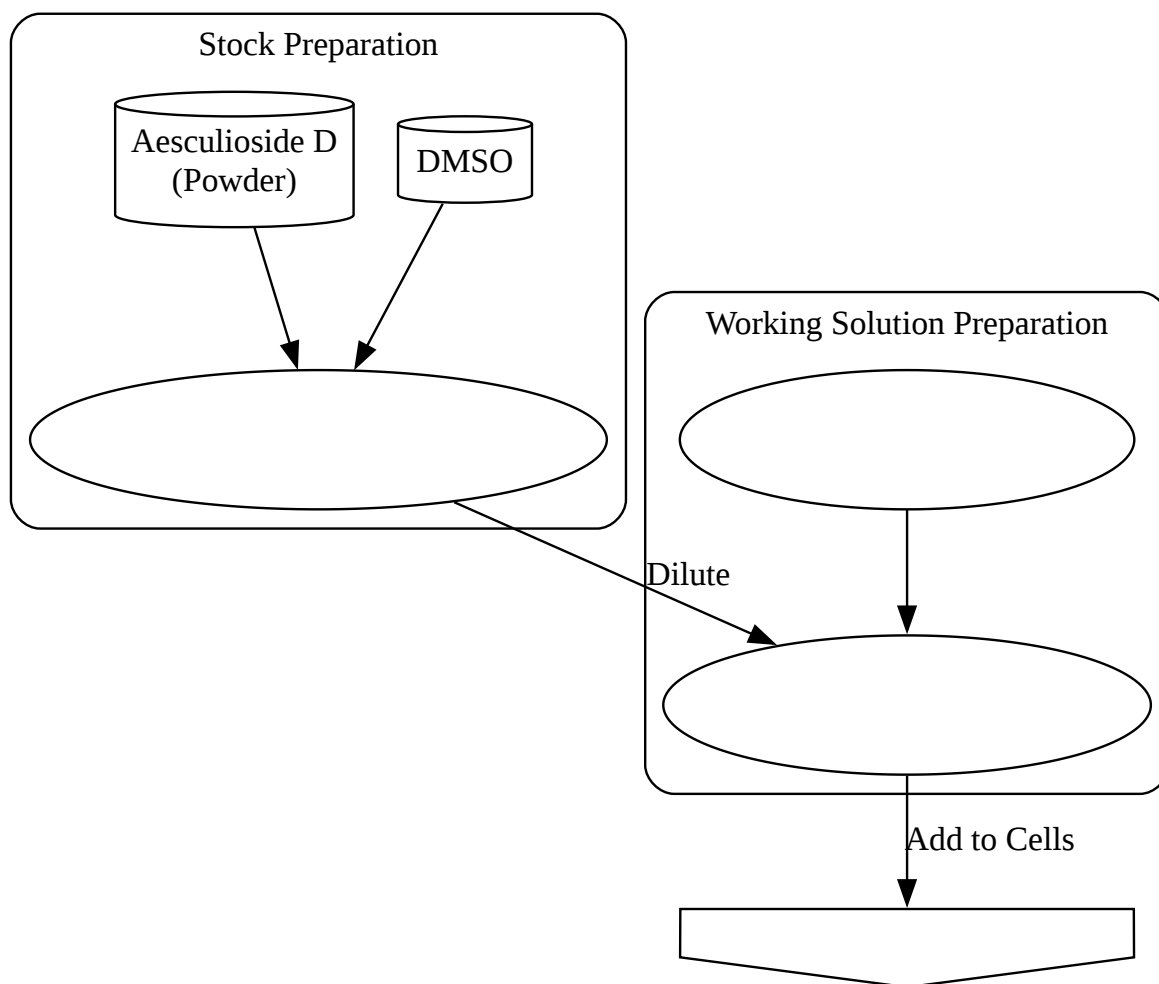 Stock Preparation
Aesculioside D
(Powder)
DMSO
Working Solution Preparation
Dilute
Add to Cells